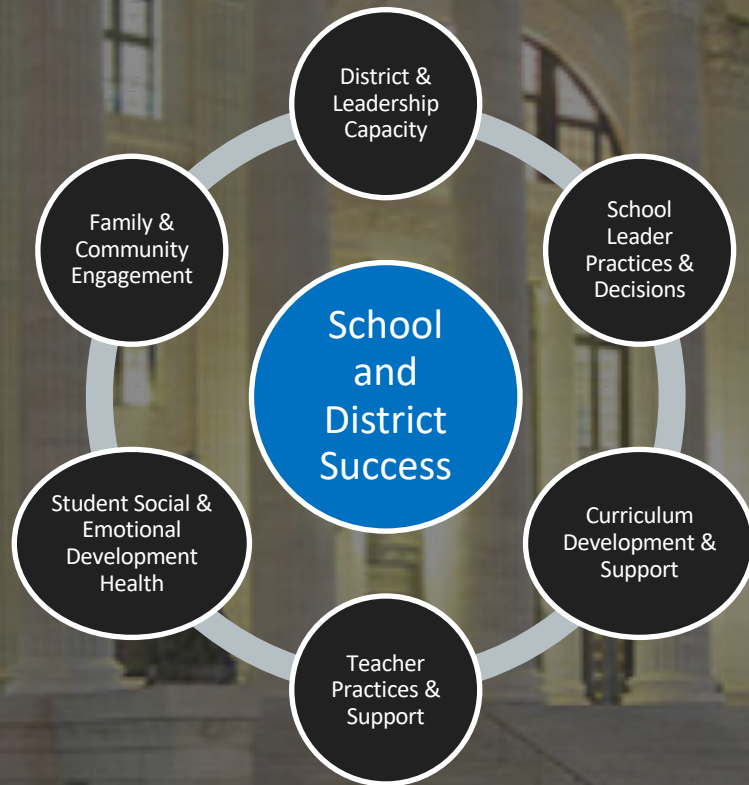 District &
Leadership
Capacity
School
Leader
Practices &
Decisions
Curriculum
Development &
Support
Teacher
Practices &
Support
Student Social &
Emotional
Development
Health
Family &
Community
Engagement
School
and
District
Success